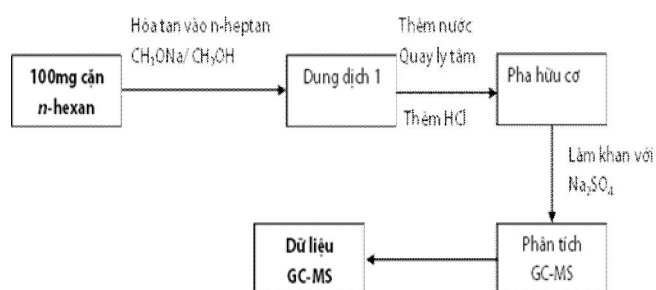 Hòa tan vào n-heptan
CH₃ONa/ CH₃OH
100mg cặn
n-hexan
Dung dịch 1
Thêm nước
Quay ly tâm
Thêm HCl
Pha hữu cơ
Làm khan với
Na₂SO₄
Phân tích
GC-MS
Dữ liệu
GC-MS